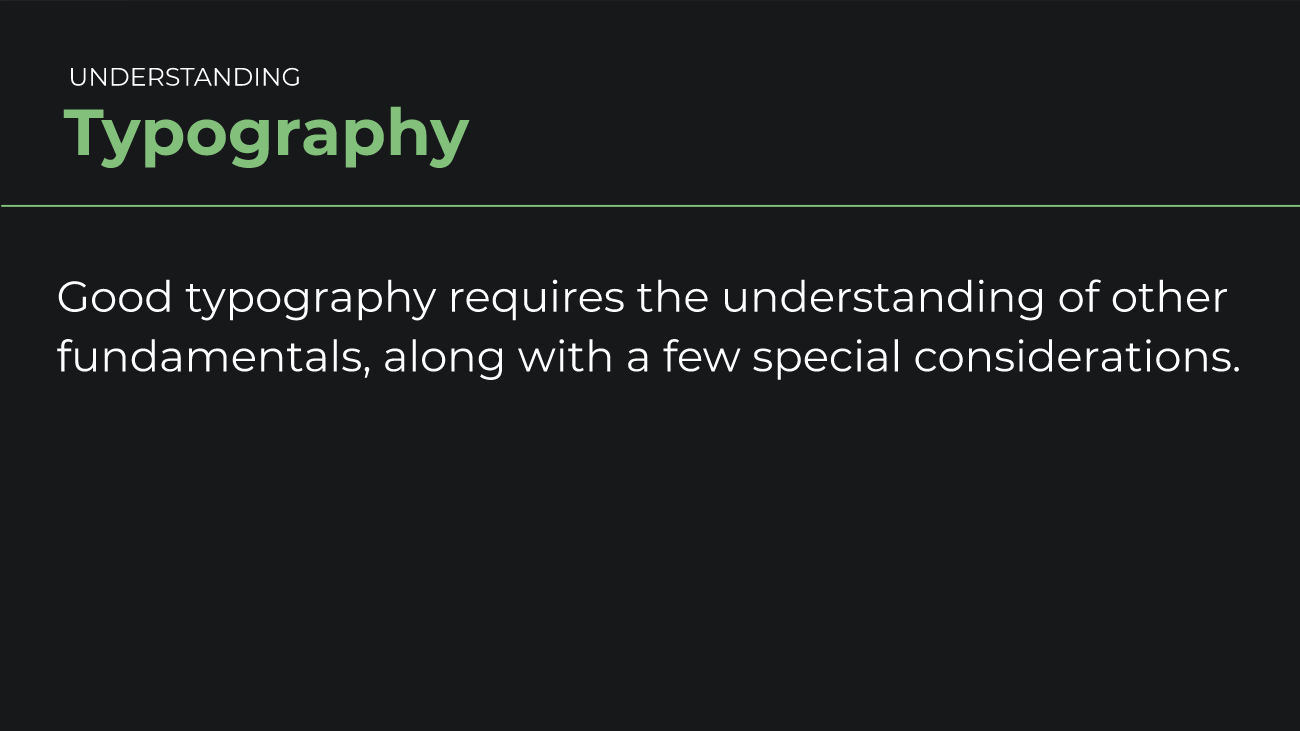 UNDERSTANDING
Typography
Good typography requires the understanding of other
fundamentals, along with a few special considerations.